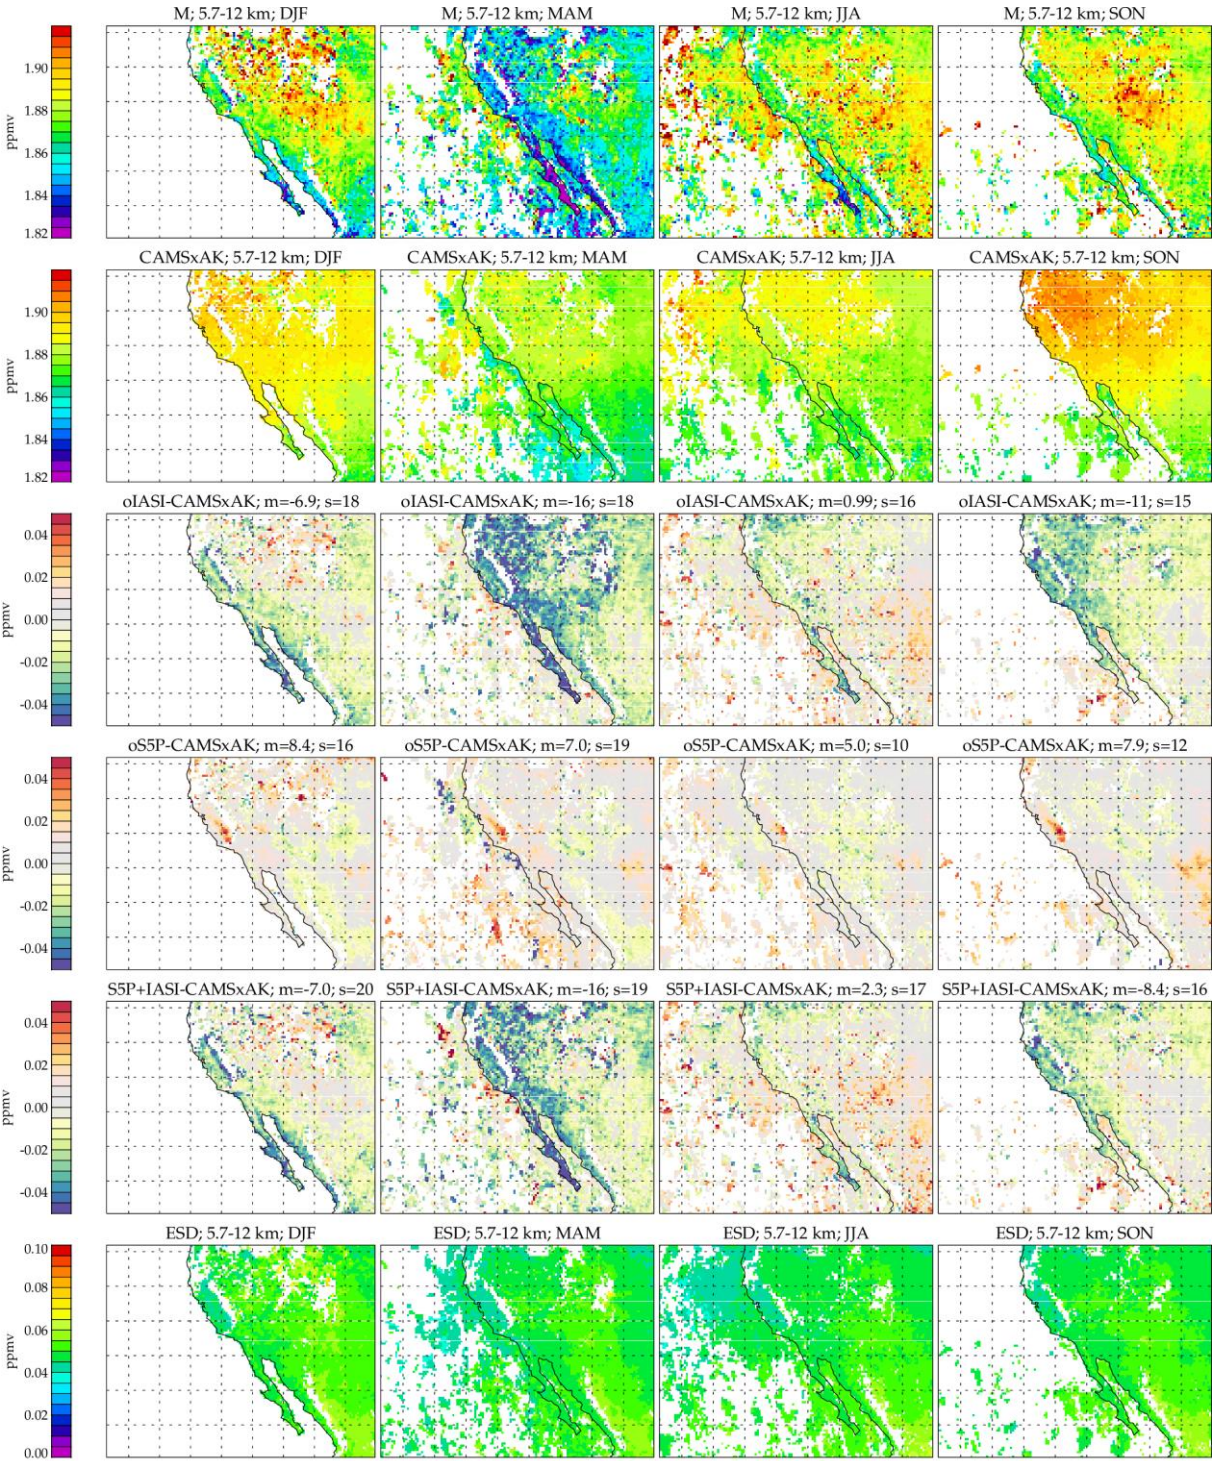 M; 5.7-12 km; DJF
M; 5.7-12 km; MAM
M; 5.7-12 km; JJA
M; 5.7-12 km; SON
1.90
1.88
1.86
1.84
1.82
ppmv
CAMSxAK; 5.7-12 km; DJF
CAMSxAK; 5.7-12 km; MAM
CAMSxAK; 5.7-12 km; JJA
CAMSxAK; 5.7-12 km; SON
1.90
1.88
1.86
1.84
1.82
ppmv
oIASI-CAMSxAK; m=-6.9; s=18
oIASI-CAMSxAK; m=-16; s=18
oIASI-CAMSxAK; m=0.99; s=16
oIASI-CAMSxAK; m=-11; s=15
0.04
0.02
0.00
-0.02
-0.04
ppmv
oS5P-CAMSxAK; m=8.4; s=16
oS5P-CAMSxAK; m=7.0; s=19
oS5P-CAMSxAK; m=5.0; s=10
oS5P-CAMSxAK; m=7.9; s=12
0.04
0.02
0.00
-0.02
-0.04
ppmv
S5P+IASI-CAMSxAK; m=-7.0; s=20
S5P+IASI-CAMSxAK; m=-16; s=19
S5P+IASI-CAMSxAK; m=2.3; s=17
S5P+IASI-CAMSxAK; m=-8.4; s=16
0.04
0.02
0.00
-0.02
-0.04
ppmv
ESD; 5.7-12 km; DJF
ESD; 5.7-12 km; MAM
ESD; 5.7-12 km; JJA
ESD; 5.7-12 km; SON
0.10
0.08
0.06
0.04
0.02
0.00
ppmv